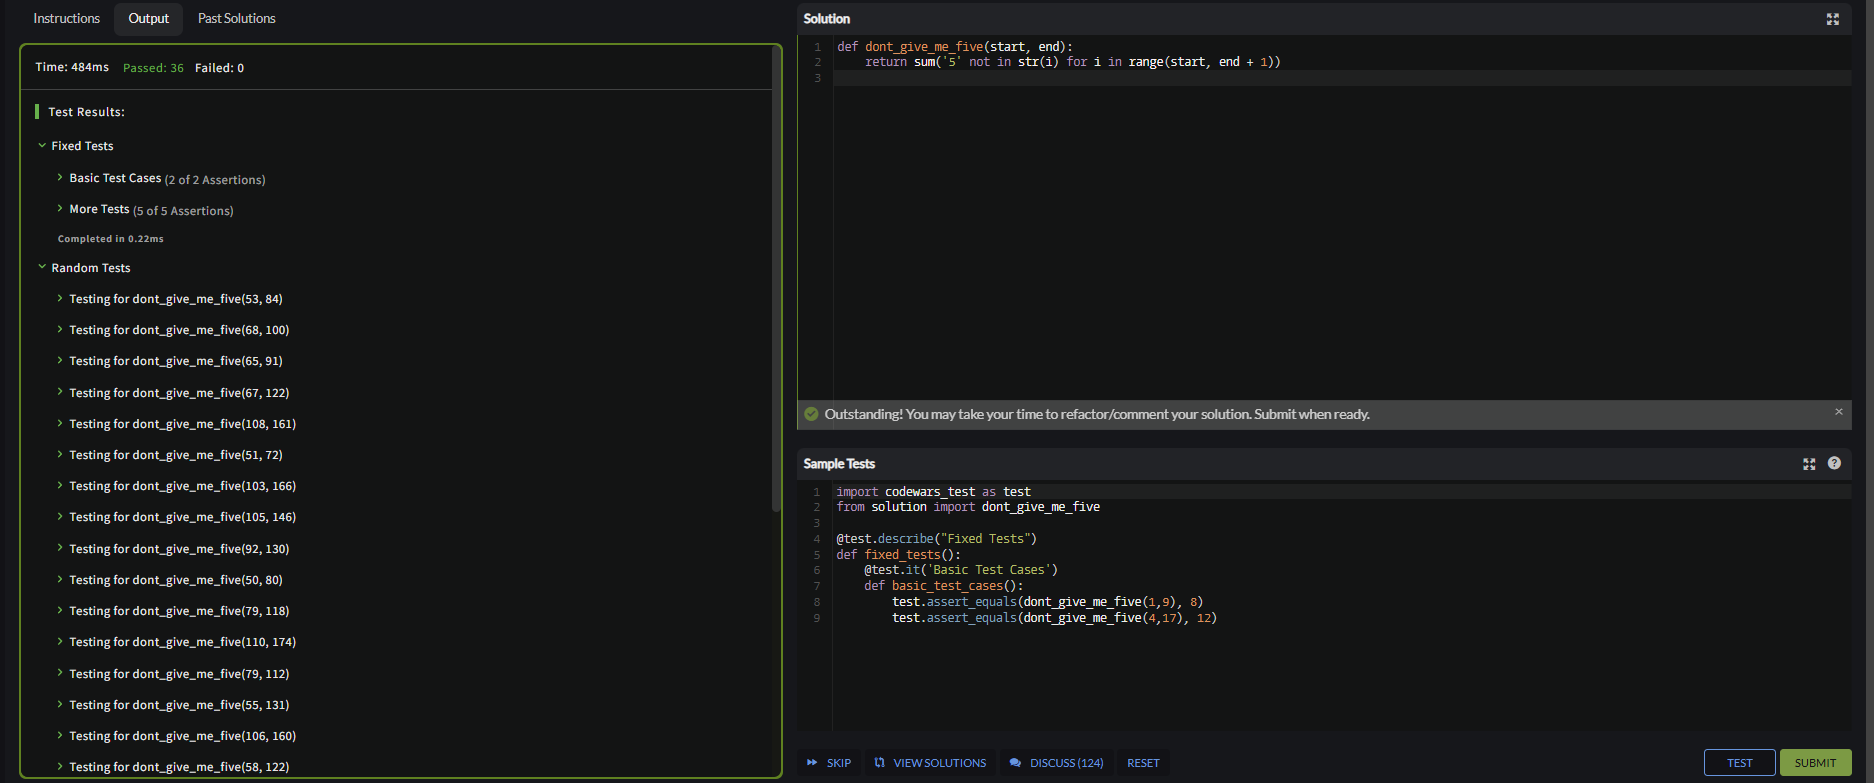 Instructions
Output
Past Solutions
Time: 484ms Passed: 36 Failed: 0
Test Results:
Fixed Tests
Basic Test Cases (2 of 2 Assertions)
More Tests (5 of 5 Assertions)
Completed in 0.22ms
Random Tests
Testing for dont_give_me_five(53, 84)
Testing for dont_give_me_five(68, 100)
Testing for dont_give_me_five(65, 91)
Testing for dont_give_me_five(67, 122)
Testing for dont_give_me_five(108, 161)
Testing for dont_give_me_five(51, 72)
Testing for dont_give_me_five(103, 166)
Testing for dont_give_me_five(105, 146)
Testing for dont_give_me_five(92, 130)
Testing for dont_give_me_five(50, 80)
Testing for dont_give_me_five(79, 118)
Testing for dont_give_me_five(110, 174)
Testing for dont_give_me_five(79, 112)
Testing for dont_give_me_five(55, 131)
Testing for dont_give_me_five(106, 160)
Testing for dont_give_me_five(58, 122)
Solution
1 def dont_give_me_five(start, end):
2     return sum('5' not in str(i) for i in range(start, end + 1))
3
Outstanding! You may take your time to refactor/comment your solution. Submit when ready. ×
Sample Tests
?
1 import codewars_test as test
2 from solution import dont_give_me_five
3
4 @test.describe("Fixed Tests")
5 def fixed_tests():
6     @test.it('Basic Test Cases')
7     def basic_test_cases():
8         test.assert_equals(dont_give_me_five(1,9), 8)
9         test.assert_equals(dont_give_me_five(4,17), 12)
SKIP
VIEW SOLUTIONS
DISCUSS (124)
RESET
TEST
SUBMIT